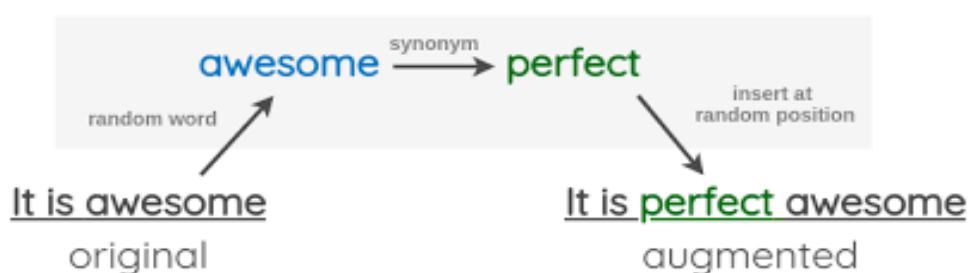 synonym
awesome
perfect
random word
insert at
random position
It is awesome
It is perfect awesome
original
augmented